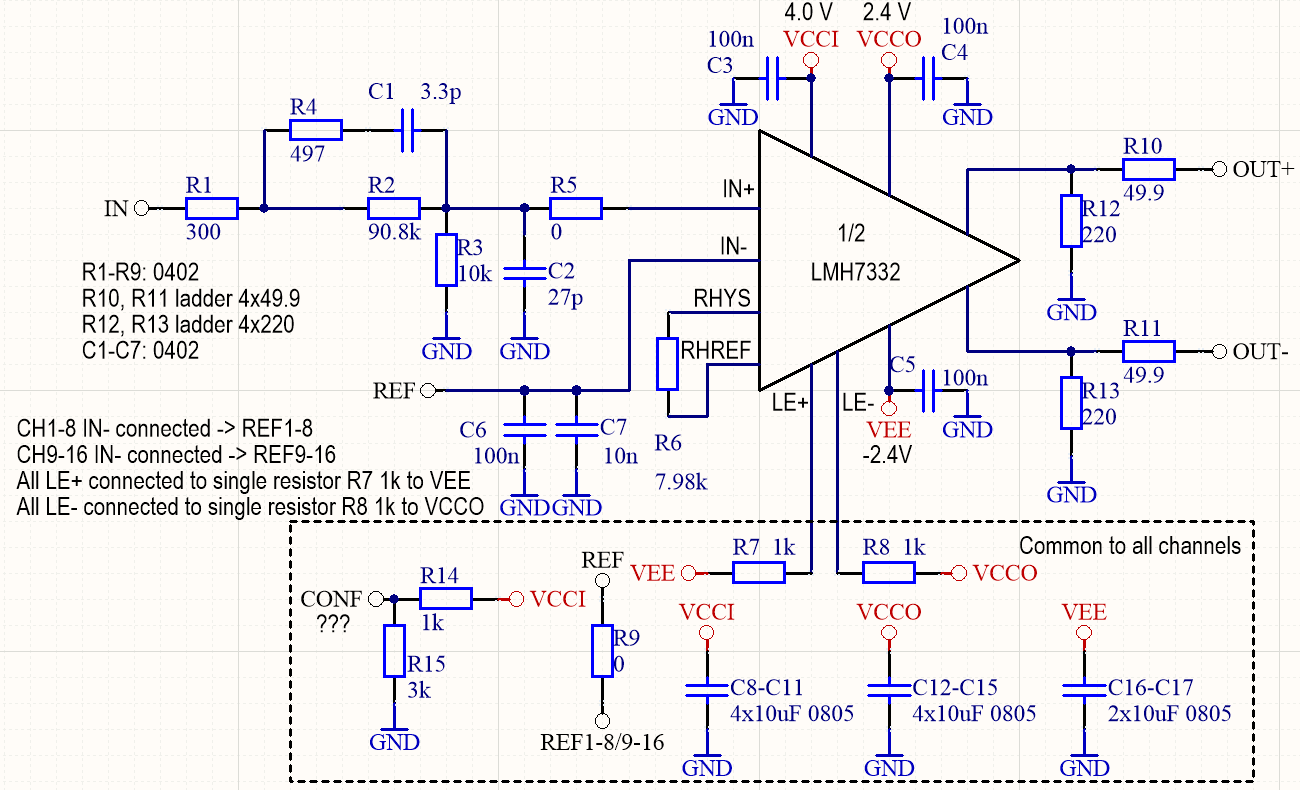 4.0 V
2.4 V
100n
VCCI
VCCO
100n
C3
C4
GND
GND
C1
3.3p
R4
497
R10
OUT+
49.9
R1
R2
R5
IN+
IN
300
90.8k
0
R12
220
R3
10k
C2
27p
IN-
1/2
LMH7332
R1-R9: 0402
R10, R11 ladder 4x49.9
R12, R13 ladder 4x220
C1-C7: 0402
GND
GND
RHYS
RHREF
GND
R11
OUT-
49.9
REF
C5
100n
R13
220
LE+
LE-
VEE
-2.4V
GND
CH1-8 IN- connected -> REF1-8
CH9-16 IN- connected -> REF9-16
All LE+ connected to single resistor R7 1k to VEE
All LE- connected to single resistor R8 1k to VCCO
C6
100n
C7
10n
R6
7.98k
GND
GND
GND
Common to all channels
R7 1k
R8 1k
VEE
VCCO
REF
R14
CONF
VCCI
???
1k
R15
3k
GND
R9
0
REF1-8/9-16
VCCI
VCCO
VEE
C8-C11
4x10uF 0805
C12-C15
4x10uF 0805
C16-C17
2x10uF 0805
GND
GND
GND